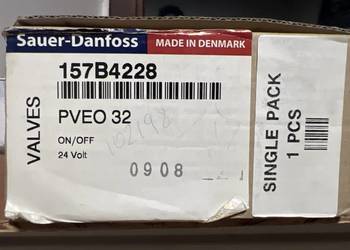 Sauer-Danfoss
MADE IN DENMARK
157B4228
PVEO 32
ON/OFF
24 Volt
0908
VALVES
SINGLE PACK
1 PCS